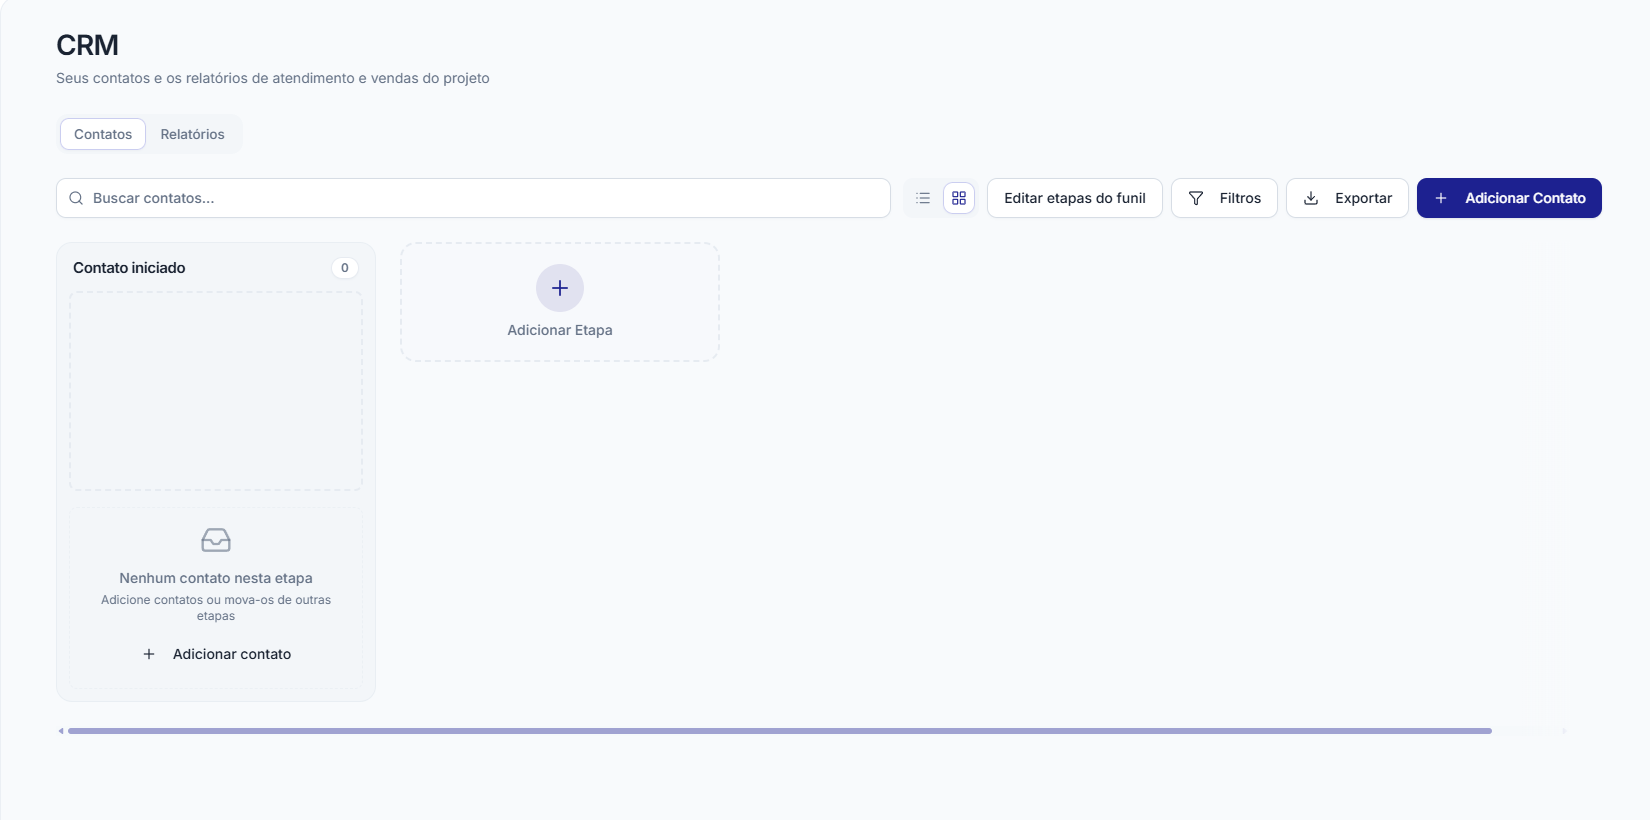 CRM
Seus contatos e os relatórios de atendimento e vendas do projeto
Contatos
Relatórios
Buscar contatos...
Editar etapas do funil
Filtros
Exportar
Adicionar Contato
Contato iniciado
0
Adicionar Etapa
Nenhum contato nesta etapa
Adicione contatos ou mova-os de outras
etapas
Adicionar contato